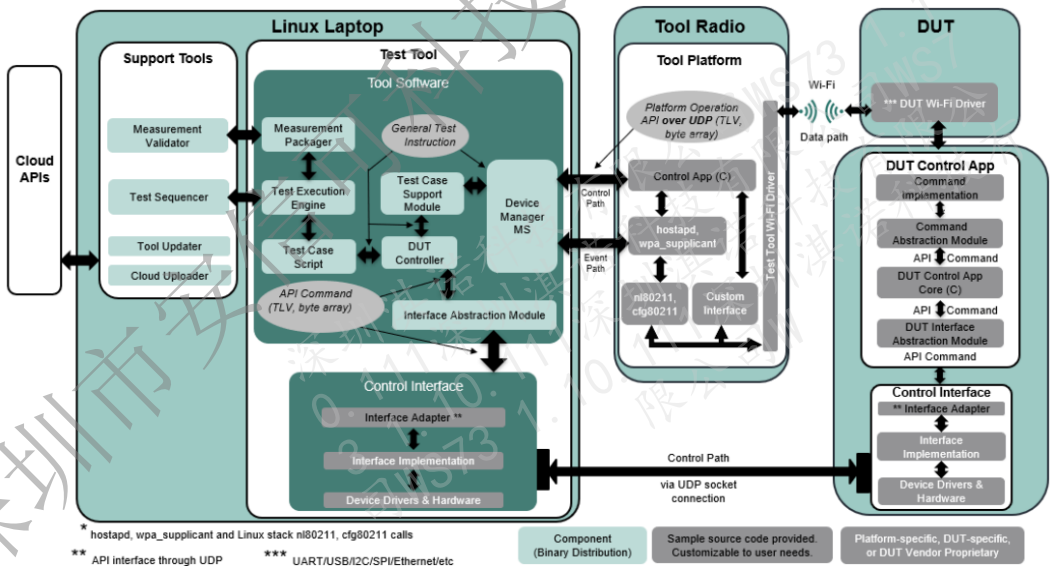 Linux Laptop
Tool Radio
DUT
Support Tools
Test Tool
Tool Platform
Tool Software
Cloud
APIs
Measurement
Validator
Test Sequencer
Tool Updater
Cloud Uploader
Measurement
Packager
General Test
Instruction
Test Execution
Engine
Test Case
Support
Module
Test Case
Script
DUT
Controller
Device
Manager
MS
API Command
(TLV, byte array)
Interface Abstraction Module
Control Interface
Interface Adapter **
Interface Implementation
Device Drivers & Hardware
Control
Path
Event
Path
Platform Operation
API over UDP (TLV,
byte array)
Control App (C)
hostapd,
wpa_supplicant
nl80211,
cfg80211
Custom
Interface
Test Tool Wi-Fi Driver
Wi-Fi
Data path
*** DUT Wi-Fi Driver
DUT Control App
Command
implementation
Command
Abstraction Module
API Command
DUT Control App
Core (C)
API Command
DUT Interface
Abstraction Module
API Command
Control Interface
** Interface Adapter
Interface
Implementation
Device Drivers &
Hardware
Control Path
via UDP socket
connection
* hostapd, wpa_supplicant and Linux stack nl80211, cfg80211 calls
** API interface through UDP
*** UART/USB/I2C/SPI/Ethernet/etc
Component
(Binary Distribution)
Sample source code provided.
Customizable to user needs.
Platform-specific, DUT-specific,
or DUT Vendor Proprietary